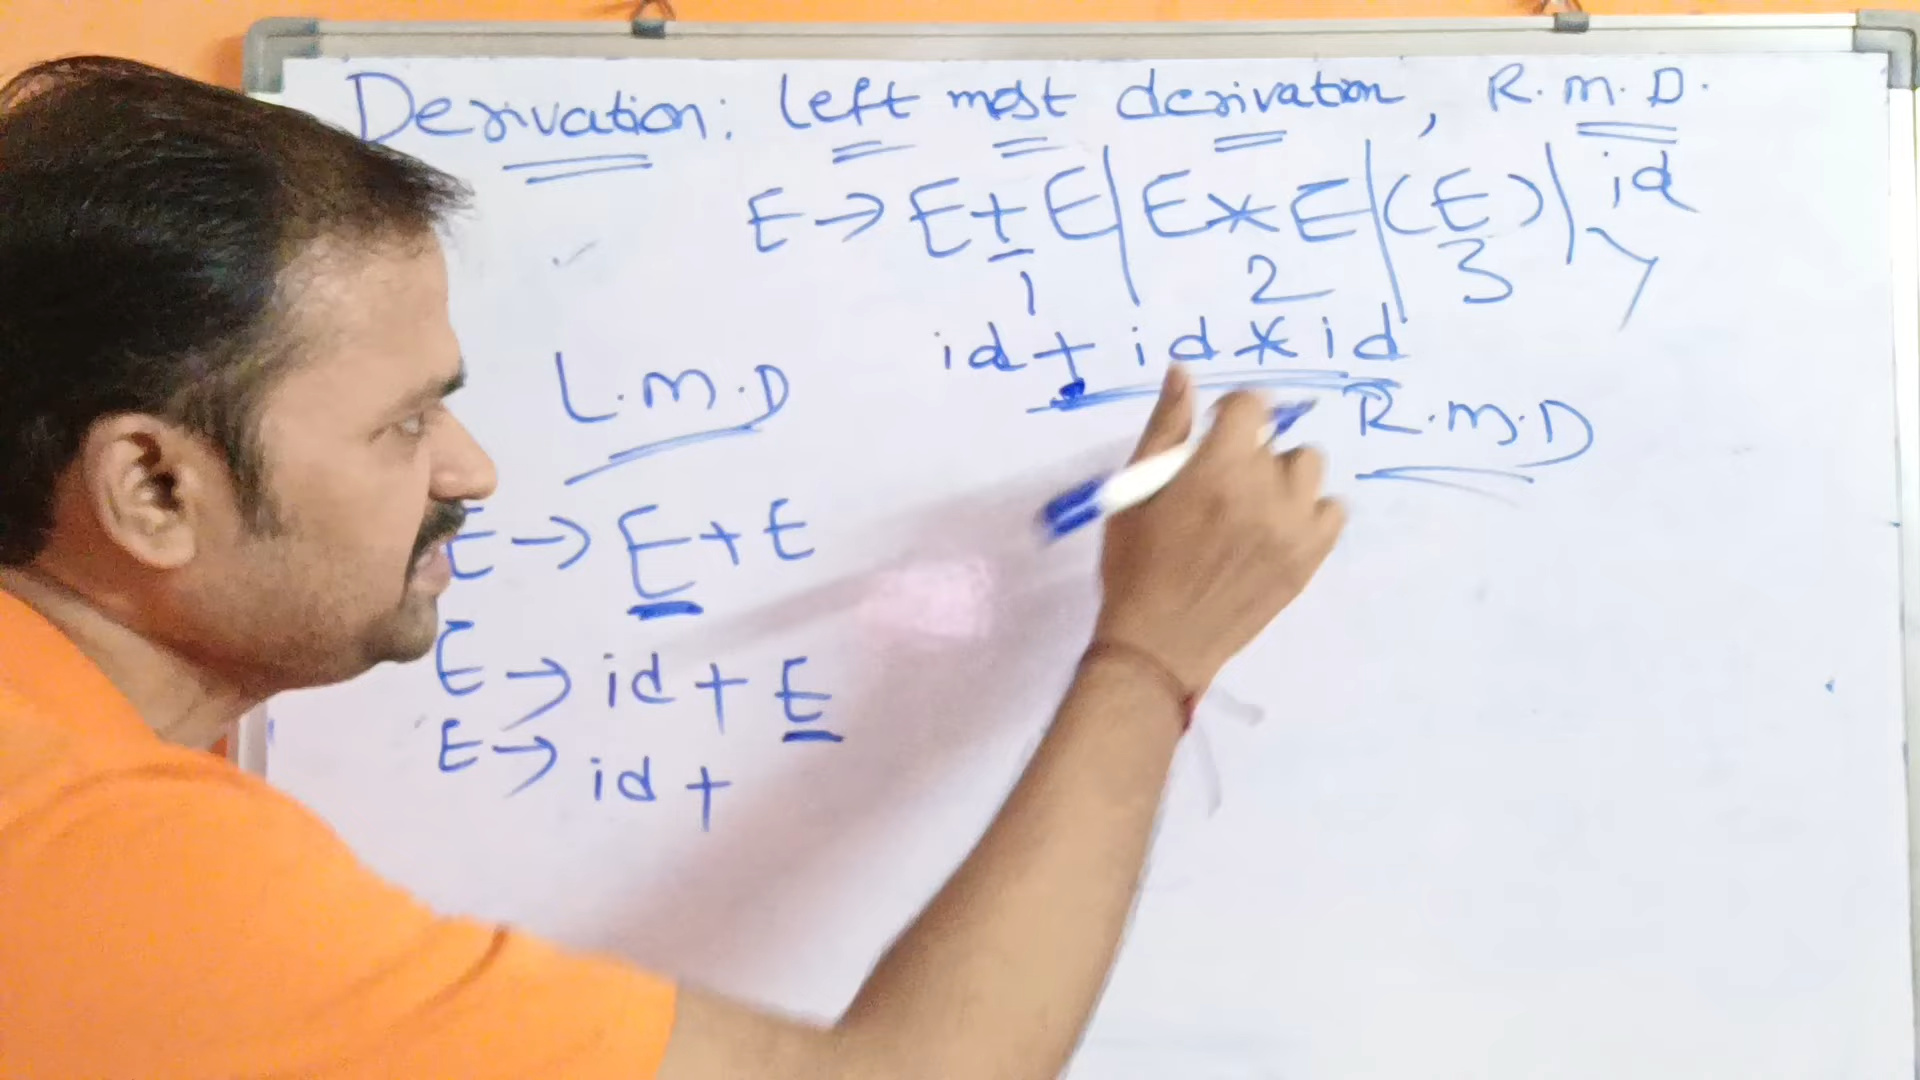 Derivation: left most derivation, R.M.D.
E → E + E | E * E | (E) | id
1 2 3
id + id * id
L.M.D
R.M.D
E → E + E
E → id + E
E → id +